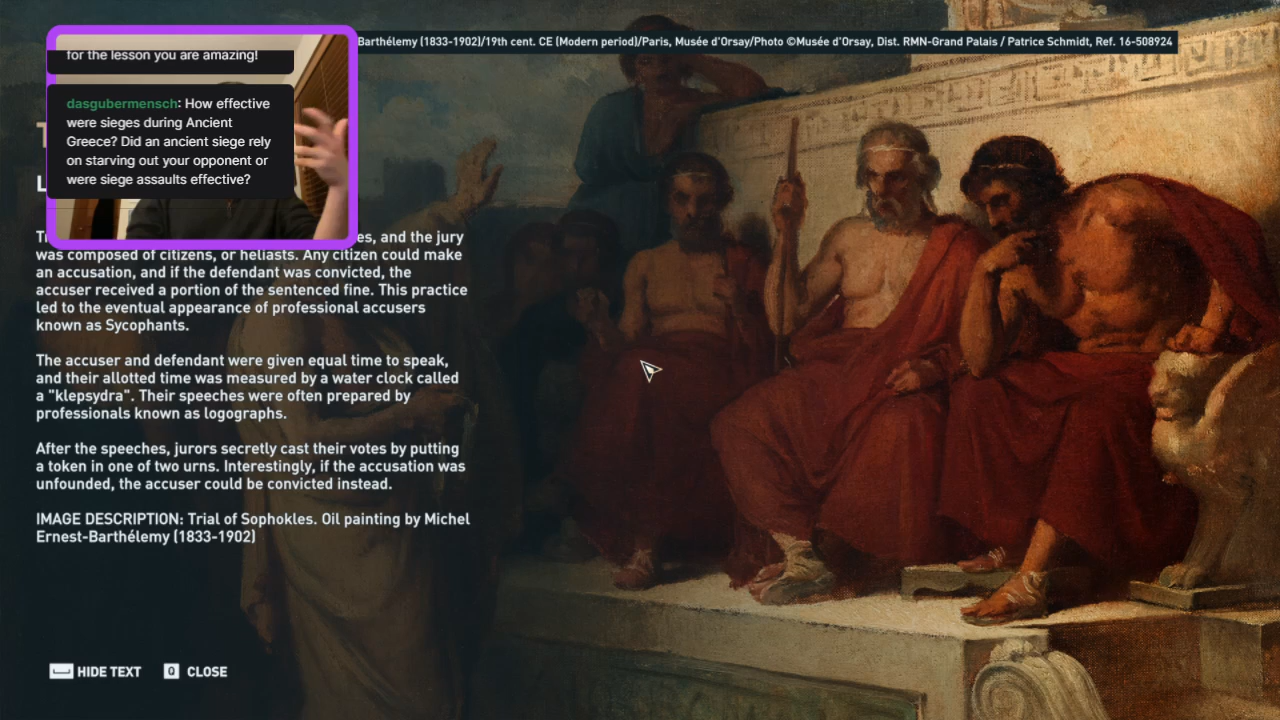 Barthélemy (1833-1902)/19th cent. CE (Modern period)/Paris, Musée d'Orsay/Photo ©Musée d'Orsay, Dist. RMN-Grand Palais / Patrice Schmidt, Ref. 16-508924
for the lesson you are amazing!
dasgubermensch: How effective
were sieges during Ancient
Greece? Did an ancient siege rely
on starving out your opponent or
were siege assaults effective?
and the jury
was composed of citizens, or heliasts. Any citizen could make
an accusation, and if the defendant was convicted, the
accuser received a portion of the sentenced fine. This practice
led to the eventual appearance of professional accusers
known as Sycophants.
The accuser and defendant were given equal time to speak,
and their allotted time was measured by a water clock called
a "klepsydra". Their speeches were often prepared by
professionals known as logographs.
After the speeches, jurors secretly cast their votes by putting
a token in one of two urns. Interestingly, if the accusation was
unfounded, the accuser could be convicted instead.
IMAGE DESCRIPTION: Trial of Sophokles. Oil painting by Michel
Ernest-Barthélemy (1833-1902)
HIDE TEXT
Q CLOSE